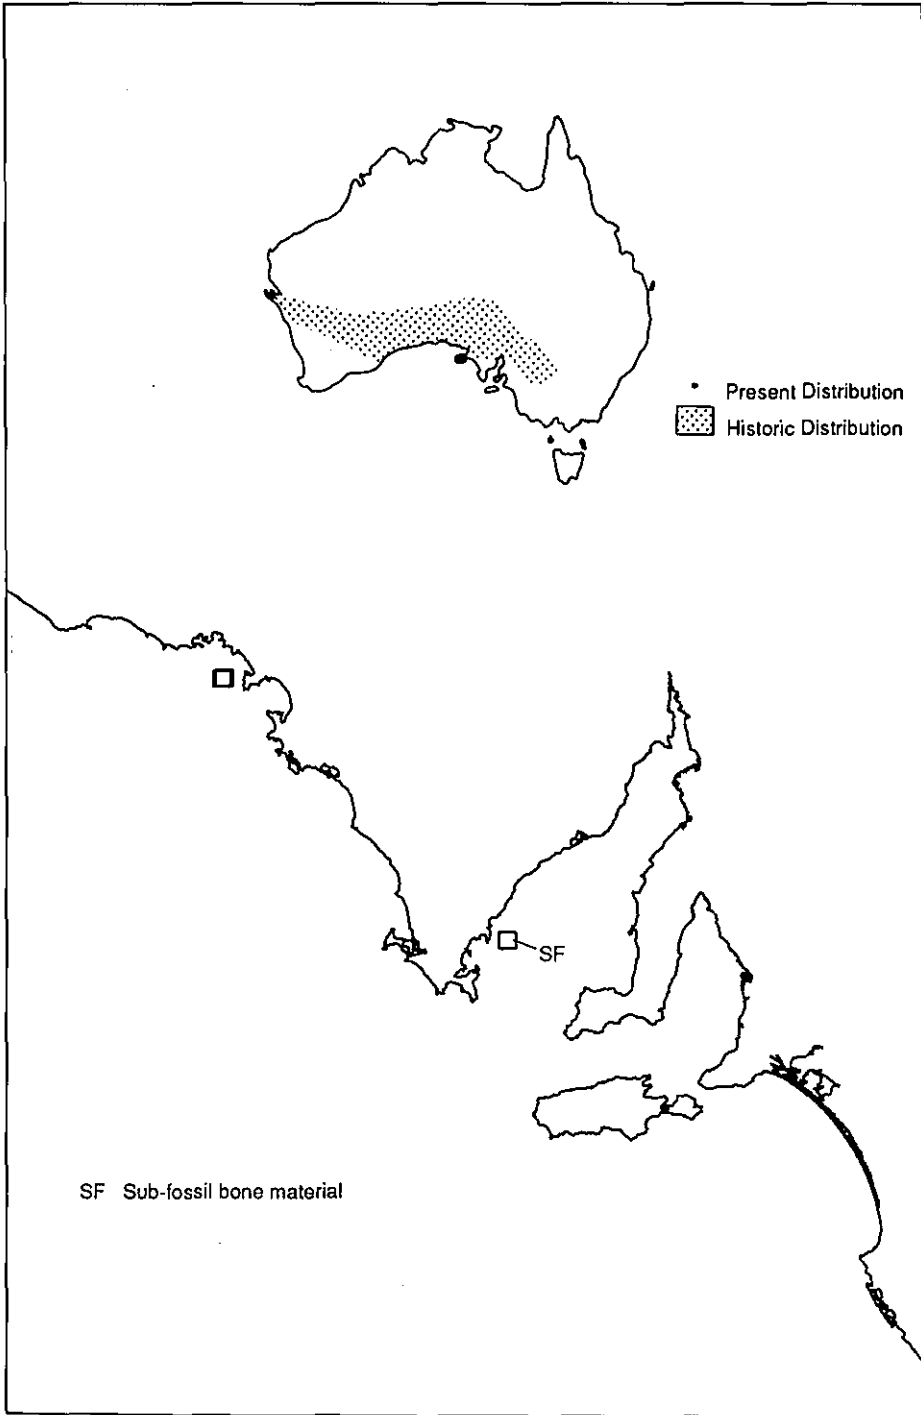 Present Distribution
Historic Distribution
SF
SF Sub-fossil bone material